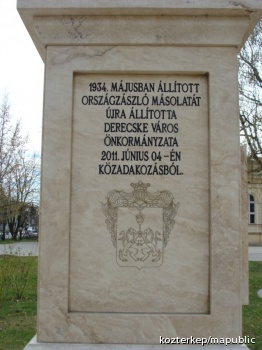 1934. MÁJUSBAN ÁLLÍTOTT
ORSZÁGZÁSZLÓ MÁSOLATÁT
ÚJRA ÁLLÍTOTTA
DERECSKE VÁROS
ÖNKORMÁNYZATA
2011. JÚNIUS 04-ÉN
KÖZADAKOZÁSBÓL.
kozterkep/mapublic